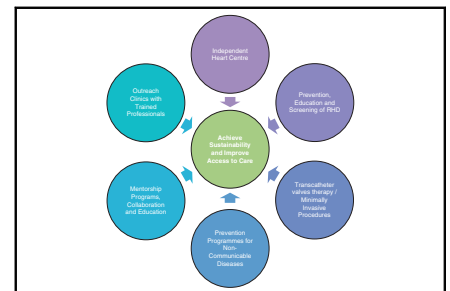 Independent
Heart Centre
Prevention,
Education and
Screening of RHD
Transcatheter
valves therapy /
Minimally
Invasive
Procedures
Prevention
Programmes for
Non-
Communicable
Diseases
Mentorship
Programs,
Collaboration
and Education
Outreach
Clinics with
Trained
Professionals
Achieve
Sustainability
and Improve
Access to Care